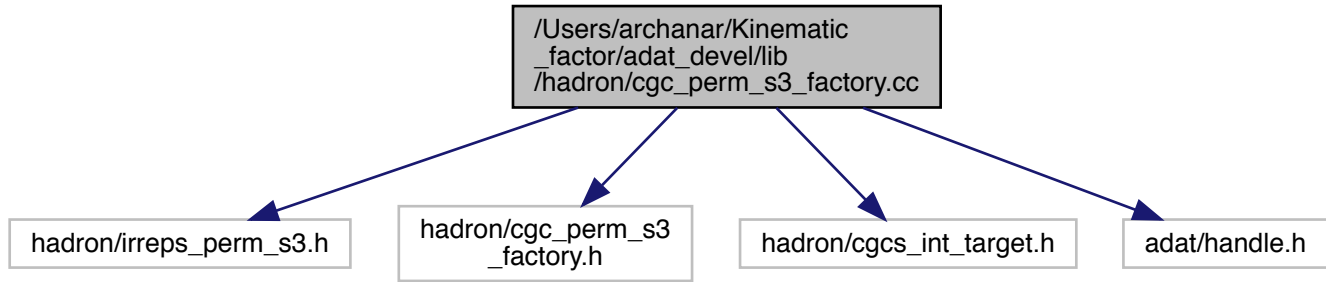 /Users/archanar/Kinematic
_factor/adat_devel/lib
/hadron/cgc_perm_s3_factory.cc
hadron/irreps_perm_s3.h
hadron/cgc_perm_s3
_factory.h
hadron/cgcs_int_target.h
adat/handle.h